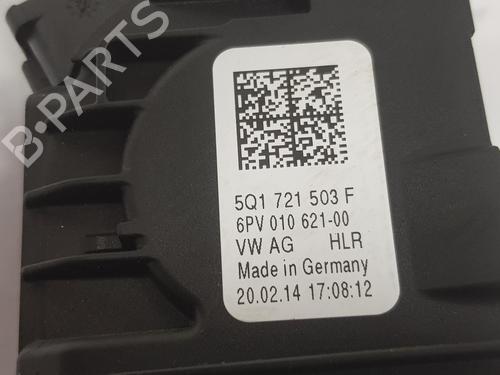 B-PARTS
5Q1 721 503 F
6PV 010 621-00
VW AG HLR
Made in Germany
20.02.14 17:08:12